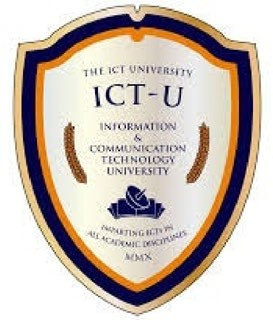 THE ICT UNIVERSITY
ICT-U
INFORMATION
&
COMMUNICATION
TECHNOLOGY
UNIVERSITY
IMPARTING ICTS IN
ALL ACADEMIC DISCIPLINES
MMX